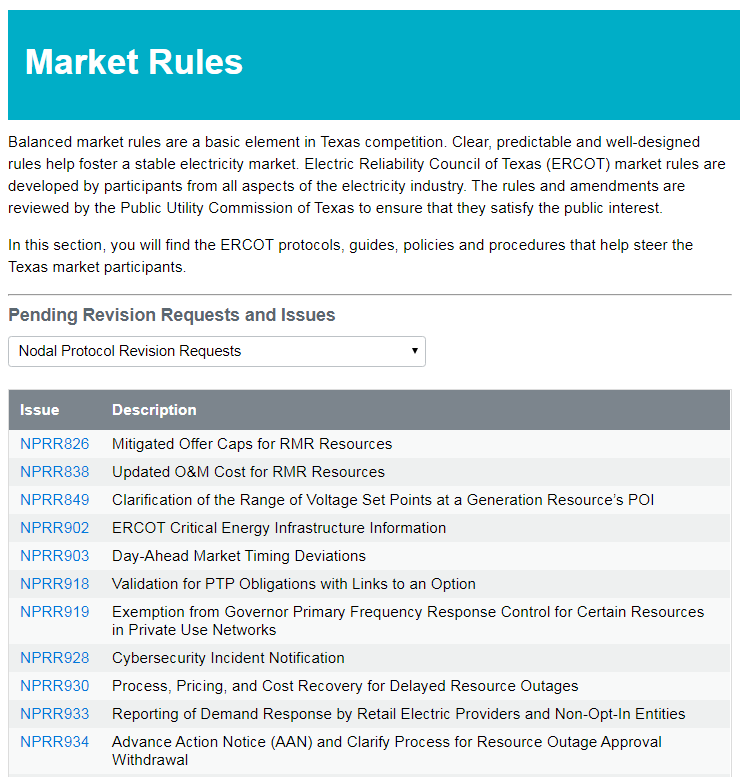 Market Rules
Balanced market rules are a basic element in Texas competition. Clear, predictable and well-designed
rules help foster a stable electricity market. Electric Reliability Council of Texas (ERCOT) market rules are
developed by participants from all aspects of the electricity industry. The rules and amendments are
reviewed by the Public Utility Commission of Texas to ensure that they satisfy the public interest.
In this section, you will find the ERCOT protocols, guides, policies and procedures that help steer the
Texas market participants.
Pending Revision Requests and Issues
Nodal Protocol Revision Requests
Issue Description
NPRR826 Mitigated Offer Caps for RMR Resources
NPRR838 Updated O&M Cost for RMR Resources
NPRR849 Clarification of the Range of Voltage Set Points at a Generation Resource’s POI
NPRR902 ERCOT Critical Energy Infrastructure Information
NPRR903 Day-Ahead Market Timing Deviations
NPRR918 Validation for PTP Obligations with Links to an Option
NPRR919 Exemption from Governor Primary Frequency Response Control for Certain Resources
in Private Use Networks
NPRR928 Cybersecurity Incident Notification
NPRR930 Process, Pricing, and Cost Recovery for Delayed Resource Outages
NPRR933 Reporting of Demand Response by Retail Electric Providers and Non-Opt-In Entities
NPRR934 Advance Action Notice (AAN) and Clarify Process for Resource Outage Approval
Withdrawal